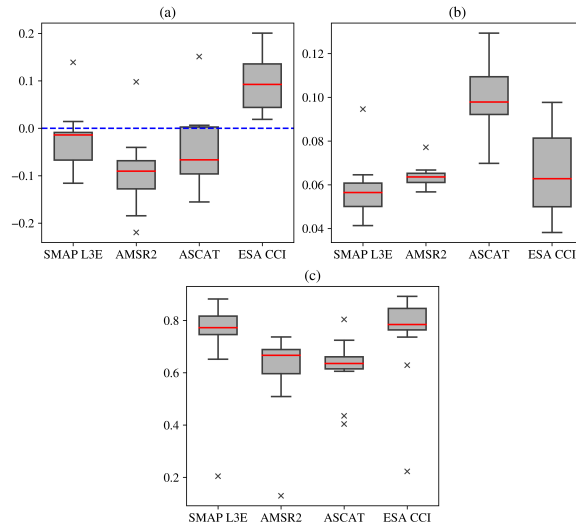 (a)
0.2
0.1
0.0
−0.1
−0.2
SMAP L3E AMSR2 ASCAT ESA CCI
(b)
0.12
0.10
0.08
0.06
0.04
SMAP L3E AMSR2 ASCAT ESA CCI
(c)
0.8
0.6
0.4
0.2
SMAP L3E AMSR2 ASCAT ESA CCI